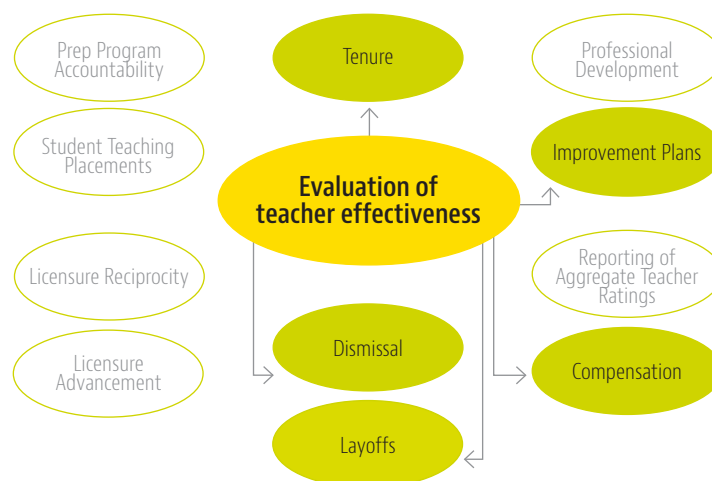 Prep Program
Accountability
Tenure
Professional
Development
Student Teaching
Placements
Improvement Plans
Evaluation of
teacher effectiveness
Licensure Reciprocity
Reporting of
Aggregate Teacher
Ratings
Dismissal
Licensure
Advancement
Compensation
Layoffs